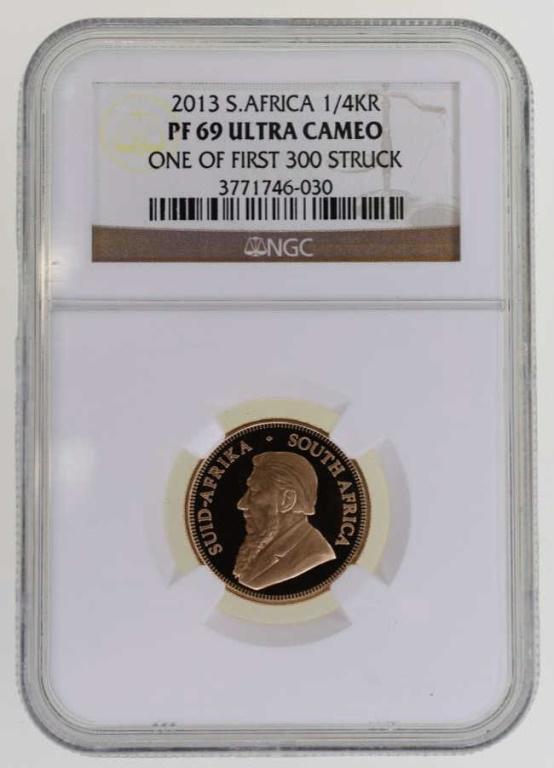 2013 S.AFRICA 1/4KR
PF 69 ULTRA CAMEO
ONE OF FIRST 300 STRUCK
3771746-030
NGC
SUID-AFRIKA • SOUTH AFRICA